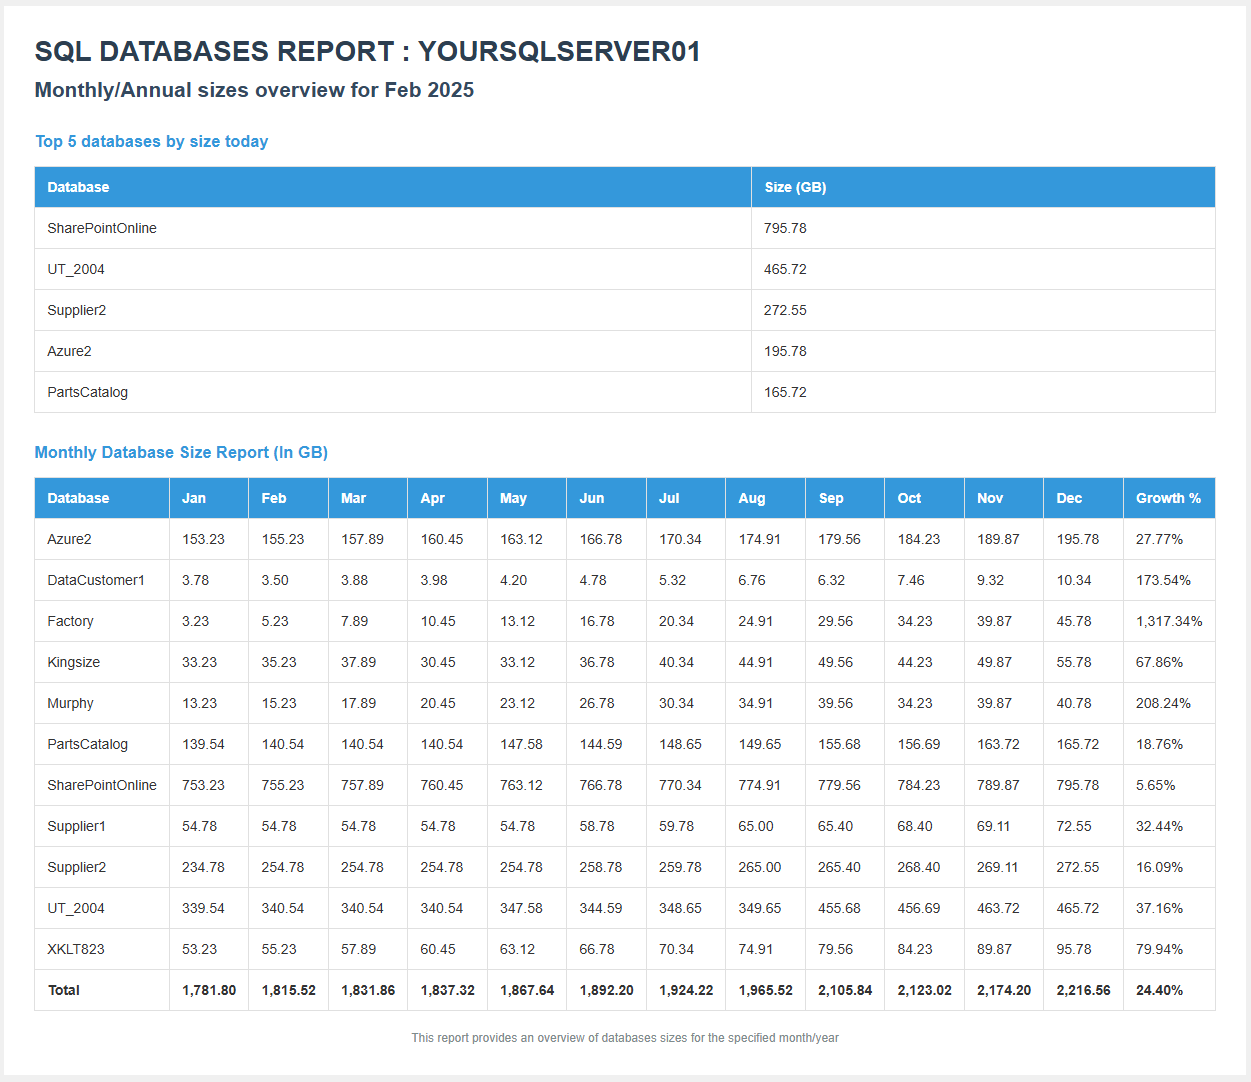 SQL DATABASES REPORT : YOURSQLSERVER01
Monthly/Annual sizes overview for Feb 2025
Top 5 databases by size today
Database Size (GB)
SharePointOnline 795.78
UT_2004 465.72
Supplier2 272.55
Azure2 195.78
PartsCatalog 165.72
Monthly Database Size Report (In GB)
Database Jan Feb Mar Apr May Jun Jul Aug Sep Oct Nov Dec Growth %
Azure2 153.23 155.23 157.89 160.45 163.12 166.78 170.34 174.91 179.56 184.23 189.87 195.78 27.77%
DataCustomer1 3.78 3.50 3.88 3.98 4.20 4.78 5.32 6.76 6.32 7.46 9.32 10.34 173.54%
Factory 3.23 5.23 7.89 10.45 13.12 16.78 20.34 24.91 29.56 34.23 39.87 45.78 1,317.34%
Kingsize 33.23 35.23 37.89 30.45 33.12 36.78 40.34 44.91 49.56 44.23 49.87 55.78 67.86%
Murphy 13.23 15.23 17.89 20.45 23.12 26.78 30.34 34.91 39.56 34.23 39.87 40.78 208.24%
PartsCatalog 139.54 140.54 140.54 140.54 147.58 144.59 148.65 149.65 155.68 156.69 163.72 165.72 18.76%
SharePointOnline 753.23 755.23 757.89 760.45 763.12 766.78 770.34 774.91 779.56 784.23 789.87 795.78 5.65%
Supplier1 54.78 54.78 54.78 54.78 54.78 58.78 59.78 65.00 65.40 68.40 69.11 72.55 32.44%
Supplier2 234.78 254.78 254.78 254.78 254.78 258.78 259.78 265.00 265.40 268.40 269.11 272.55 16.09%
UT_2004 339.54 340.54 340.54 340.54 347.58 344.59 348.65 349.65 455.68 456.69 463.72 465.72 37.16%
XKLT823 53.23 55.23 57.89 60.45 63.12 66.78 70.34 74.91 79.56 84.23 89.87 95.78 79.94%
Total 1,781.80 1,815.52 1,831.86 1,837.32 1,867.64 1,892.20 1,924.22 1,965.52 2,105.84 2,123.02 2,174.20 2,216.56 24.40%
This report provides an overview of databases sizes for the specified month/year